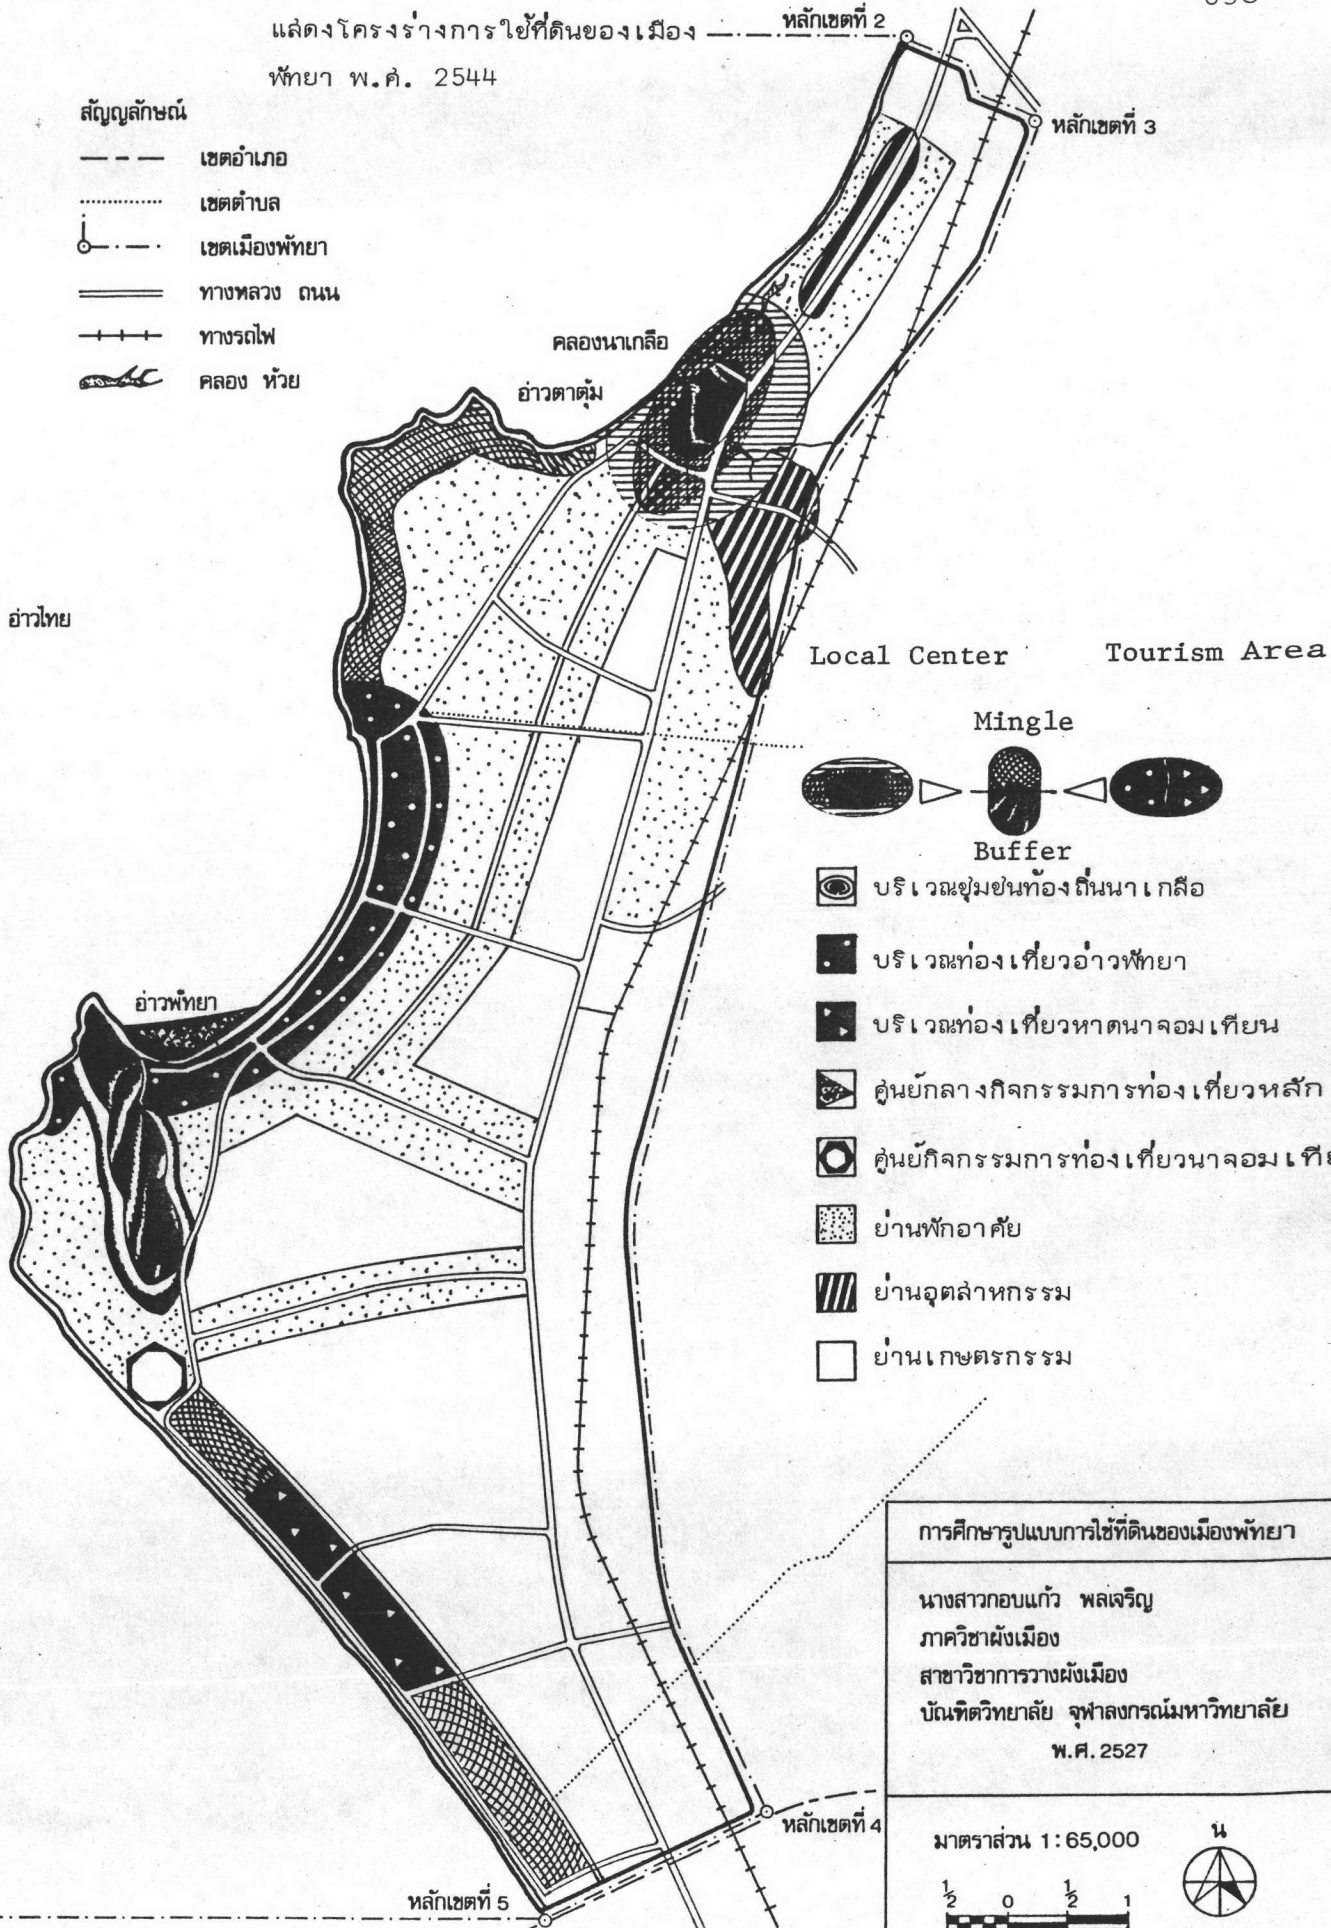 แสดงโครงร่างการใช้ที่ดินของเมือง
พัทยา พ.ศ. 2544
หลักเขตที่ 2
หลักเขตที่ 3
สัญญลักษณ์
เขตอำเภอ
เขตตำบล
เขตเมืองพัทยา
ทางหลวง ถนน
ทางรถไฟ
คลอง ห้วย
คลองนาเกลือ
อ่าวตาตุ้ม
อ่าวไทย
อ่าวพัทยา
Local Center
Tourism Area
Mingle
Buffer
บริเวณชุมชนท้องถิ่นนาเกลือ
บริเวณท่องเที่ยวอ่าวพัทยา
บริเวณท่องเที่ยวหาดนาจอมเทียน
ศูนย์กลางกิจกรรมการท่องเที่ยวหลัก
ศูนย์กิจกรรมการท่องเที่ยวนาจอม
ย่านพักอาศัย
ย่านอุตสาหกรรม
ย่านเกษตรกรรม
การศึกษารูปแบบการใช้ที่ดินของเมืองพัทยา
นางสาวกอบแก้ว พลเจริญ
ภาควิชาผังเมือง
สาขาวิชาการวางผังเมือง
บัณฑิตวิทยาลัย จุฬาลงกรณ์มหาวิทยาลัย
พ.ศ. 2527
หลักเขตที่ 4
หลักเขตที่ 5
มาตราส่วน 1:65,000
น
½ 0 ½ 1